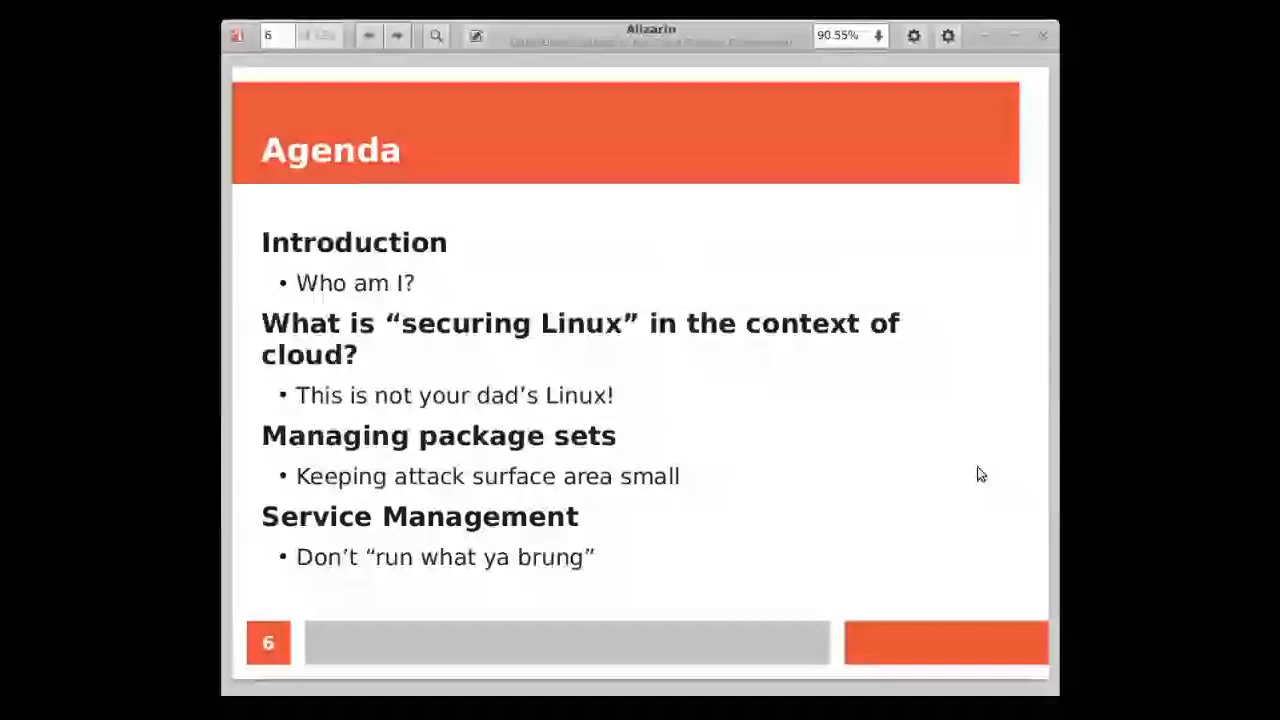 6
Alizarin
90.55%
Agenda
Introduction
• Who am I?
What is “securing Linux” in the context of
cloud?
• This is not your dad’s Linux!
Managing package sets
• Keeping attack surface area small
Service Management
• Don’t “run what ya brung”
6